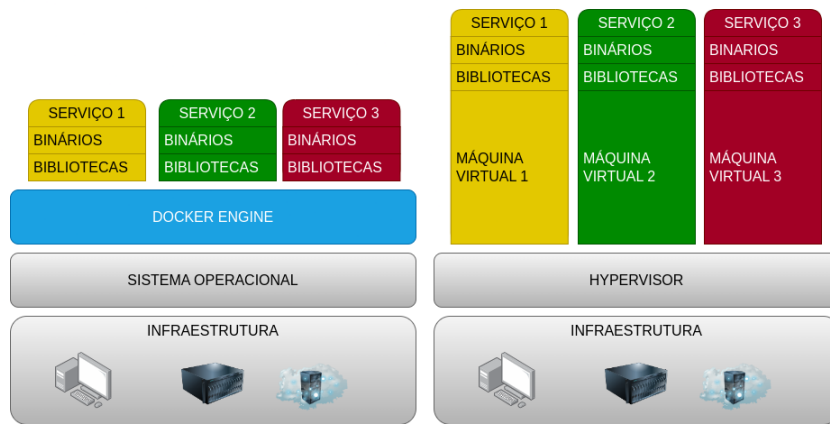 SERVIÇO 1
BINÁRIOS
BIBLIOTECAS
SERVIÇO 2
BINÁRIOS
BIBLIOTECAS
SERVIÇO 3
BINÁRIOS
BIBLIOTECAS
DOCKER ENGINE
SISTEMA OPERACIONAL
INFRAESTRUTURA
SERVIÇO 1
BINÁRIOS
BIBLIOTECAS
MÁQUINA
VIRTUAL 1
SERVIÇO 2
BINÁRIOS
BIBLIOTECAS
MÁQUINA
VIRTUAL 2
SERVIÇO 3
BINARIOS
BIBLIOTECAS
MÁQUINA
VIRTUAL 3
HYPERVISOR
INFRAESTRUTURA